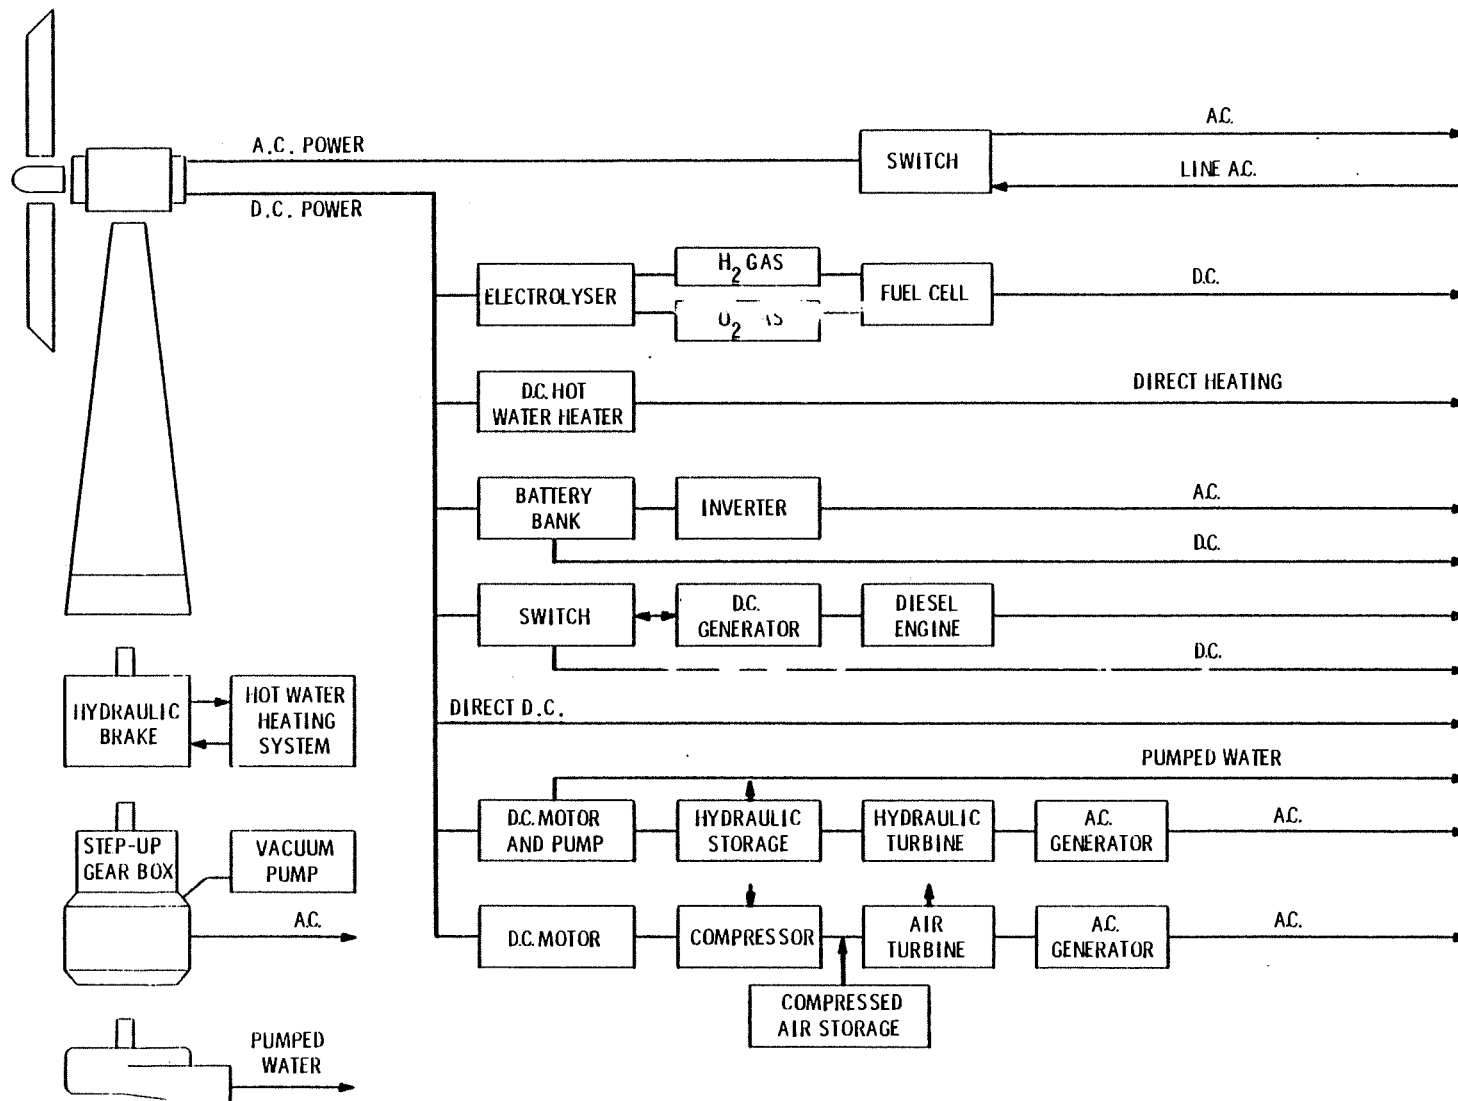 A.C. POWER
D.C. POWER
SWITCH
A.C.
LINE A.C.
ELECTROLYSER
H2 GAS
O2
FUEL CELL
D.C.
D.C. HOT
WATER HEATER
DIRECT HEATING
BATTERY
BANK
INVERTER
A.C.
D.C.
SWITCH
D.C.
GENERATOR
DIESEL
ENGINE
D.C.
DIRECT D.C.
PUMPED WATER
D.C. MOTOR
AND PUMP
HYDRAULIC
STORAGE
HYDRAULIC
TURBINE
A.C.
GENERATOR
A.C.
D.C. MOTOR
COMPRESSOR
AIR
TURBINE
A.C.
GENERATOR
A.C.
COMPRESSED
AIR STORAGE
HYDRAULIC
BRAKE
HOT WATER
HEATING
SYSTEM
STEP-UP
GEAR BOX
VACUUM
PUMP
A.C.
PUMPED
WATER